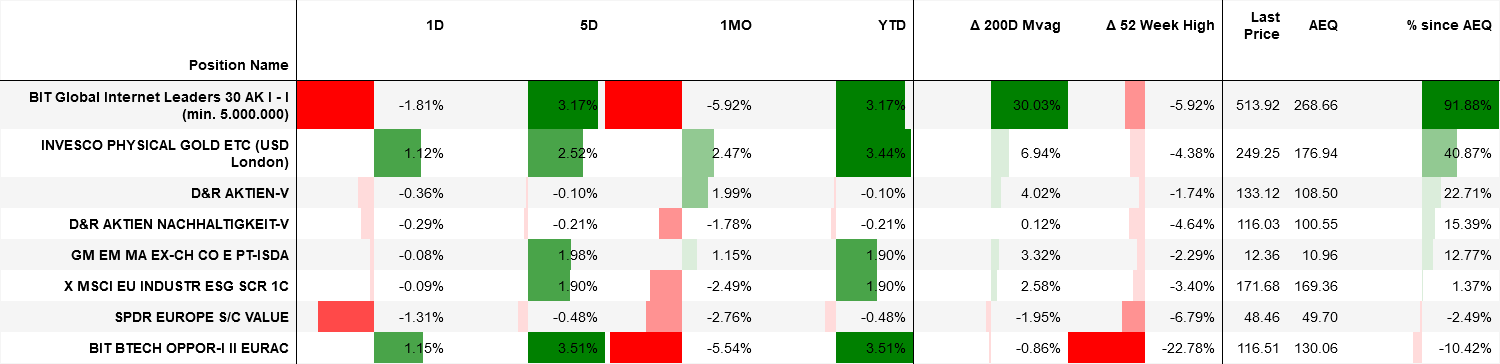 Position Name 1D 5D 1MO YTD Δ 200D Mvag Δ 52 Week High Last Price AEQ % since AEQ
BIT Global Internet Leaders 30 AK I - I (min. 5.000.000) -1.81% 3.17% -5.92% 3.17% 30.03% -5.92% 513.92 268.66 91.88%
INVESCO PHYSICAL GOLD ETC (USD London) 1.12% 2.52% 2.47% 3.44% 6.94% -4.38% 249.25 176.94 40.87%
D&R AKTIEN-V -0.36% -0.10% 1.99% -0.10% 4.02% -1.74% 133.12 108.50 22.71%
D&R AKTIEN NACHHALTIGKEIT-V -0.29% -0.21% -1.78% -0.21% 0.12% -4.64% 116.03 100.55 15.39%
GM EM MA EX-CH CO E PT-ISDA -0.08% 1.98% 1.15% 1.90% 3.32% -2.29% 12.36 10.96 12.77%
X MSCI EU INDUSTR ESG SCR 1C -0.09% 1.90% -2.49% 1.90% 2.58% -3.40% 171.68 169.36 1.37%
SPDR EUROPE S/C VALUE -1.31% -0.48% -2.76% -0.48% -1.95% -6.79% 48.46 49.70 -2.49%
BIT BTECH OPPOR-I II EURAC 1.15% 3.51% -5.54% 3.51% -0.86% -22.78% 116.51 130.06 -10.42%